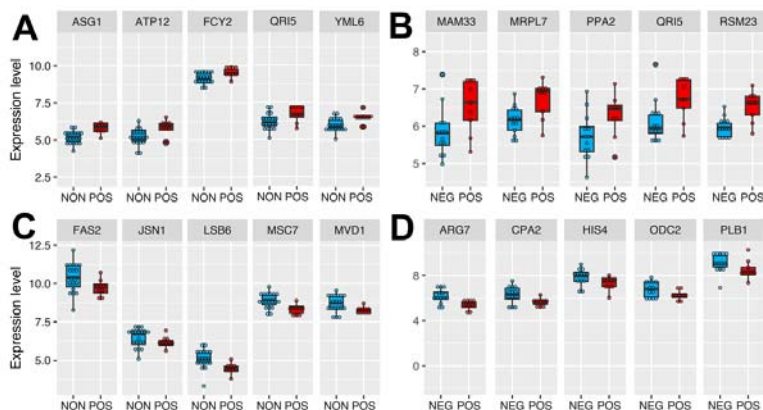 A
ASG1 ATP12 FCY2 QRI5 YML6
Expression level
10.0
7.5
5.0
2.5
NON POS NON POS NON POS NON POS NON POS
B
MAM33 MRPL7 PPA2 QRI5 RSM23
7
6
5
NEG POS NEG POS NEG POS NEG POS NEG POS
C
FAS2 JSN1 LSB6 MSC7 MVD1
Expression level
12.5
10.0
7.5
5.0
NON POS NON POS NON POS NON POS NON POS
D
ARG7 CPA2 HIS4 ODC2 PLB1
8
4
0
NEG POS NEG POS NEG POS NEG POS NEG POS